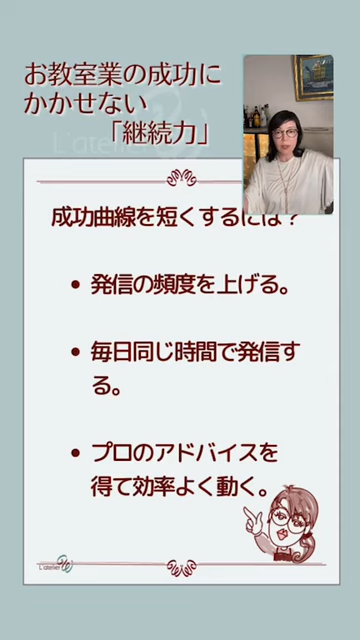 お教室業の成功に
かかせない
「継続力」
L'atelier
成功曲線を短くするには？
• 発信の頻度を上げる。
• 毎日同じ時間で発信す
る。
• プロのアドバイスを
得て効率よく動く。
L'atelier